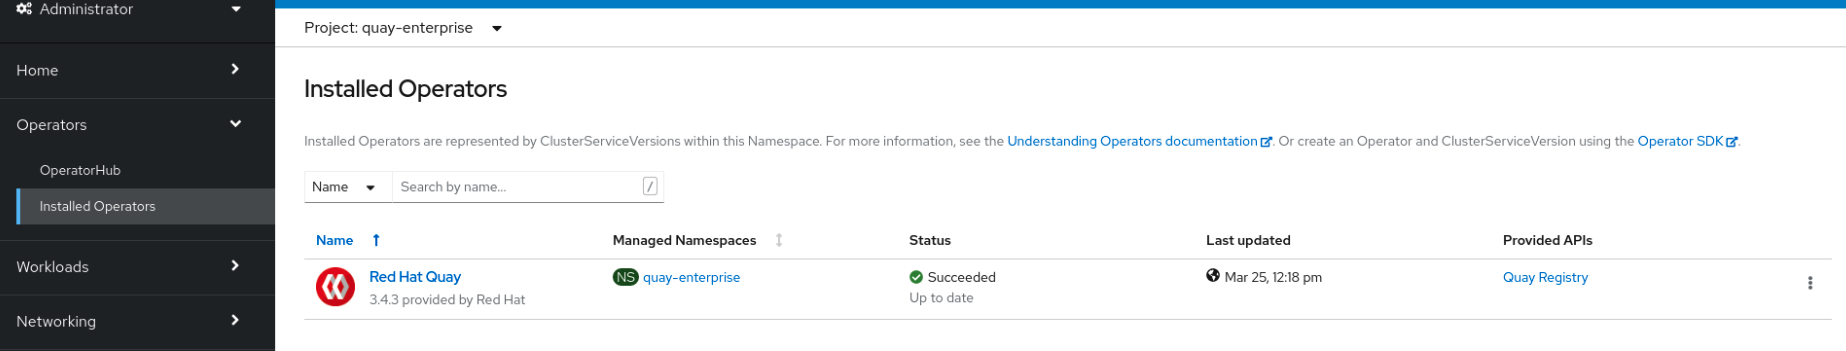 Administrator
Project: quay-enterprise
Home
Installed Operators
Operators
Installed Operators are represented by ClusterServiceVersions within this Namespace. For more information, see the Understanding Operators documentation. Or create an Operator and ClusterServiceVersion using the Operator SDK.
OperatorHub
Name Search by name... /
Installed Operators
Name Managed Namespaces Status Last updated Provided APIs
Workloads
Red Hat Quay NS quay-enterprise Succeeded Mar 25, 12:18 pm Quay Registry
3.4.3 provided by Red Hat Up to date
Networking